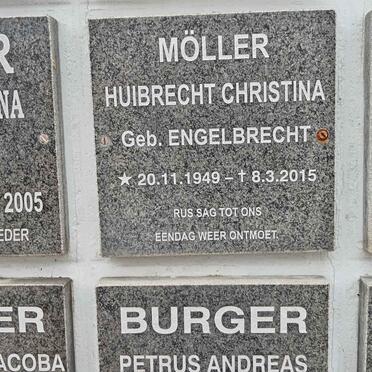 R
NA
2005
EDER
MÖLLER
HUIBRECHT CHRISTINA
Geb. ENGELBRECHT
★ 20.11.1949 – † 8.3.2015
RUS SAG TOT ONS
EENDAG WEER ONTMOET.
ER
ACOBA
BURGER
PETRUS ANDREAS